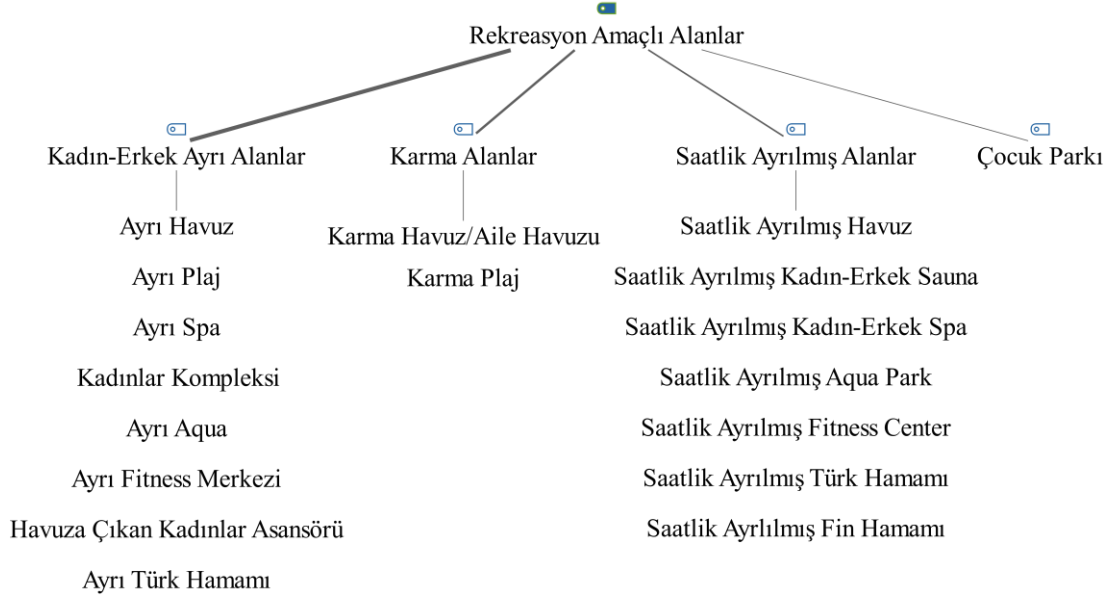 Rekreasyon Amaçlı Alanlar
Kadın-Erkek Ayrı Alanlar
Karma Alanlar
Saatlik Ayrılmış Alanlar
Çocuk Parkı
Ayrı Havuz
Ayrı Plaj
Ayrı Spa
Kadınlar Kompleksi
Ayrı Aqua
Ayrı Fitness Merkezi
Havuza Çıkan Kadınlar Asansörü
Ayrı Türk Hamamı
Karma Havuz/Aile Havuzu
Karma Plaj
Saatlik Ayrılmış Havuz
Saatlik Ayrılmış Kadın-Erkek Sauna
Saatlik Ayrılmış Kadın-Erkek Spa
Saatlik Ayrılmış Aqua Park
Saatlik Ayrılmış Fitness Center
Saatlik Ayrılmış Türk Hamamı
Saatlik Ayrlılmış Fin Hamamı